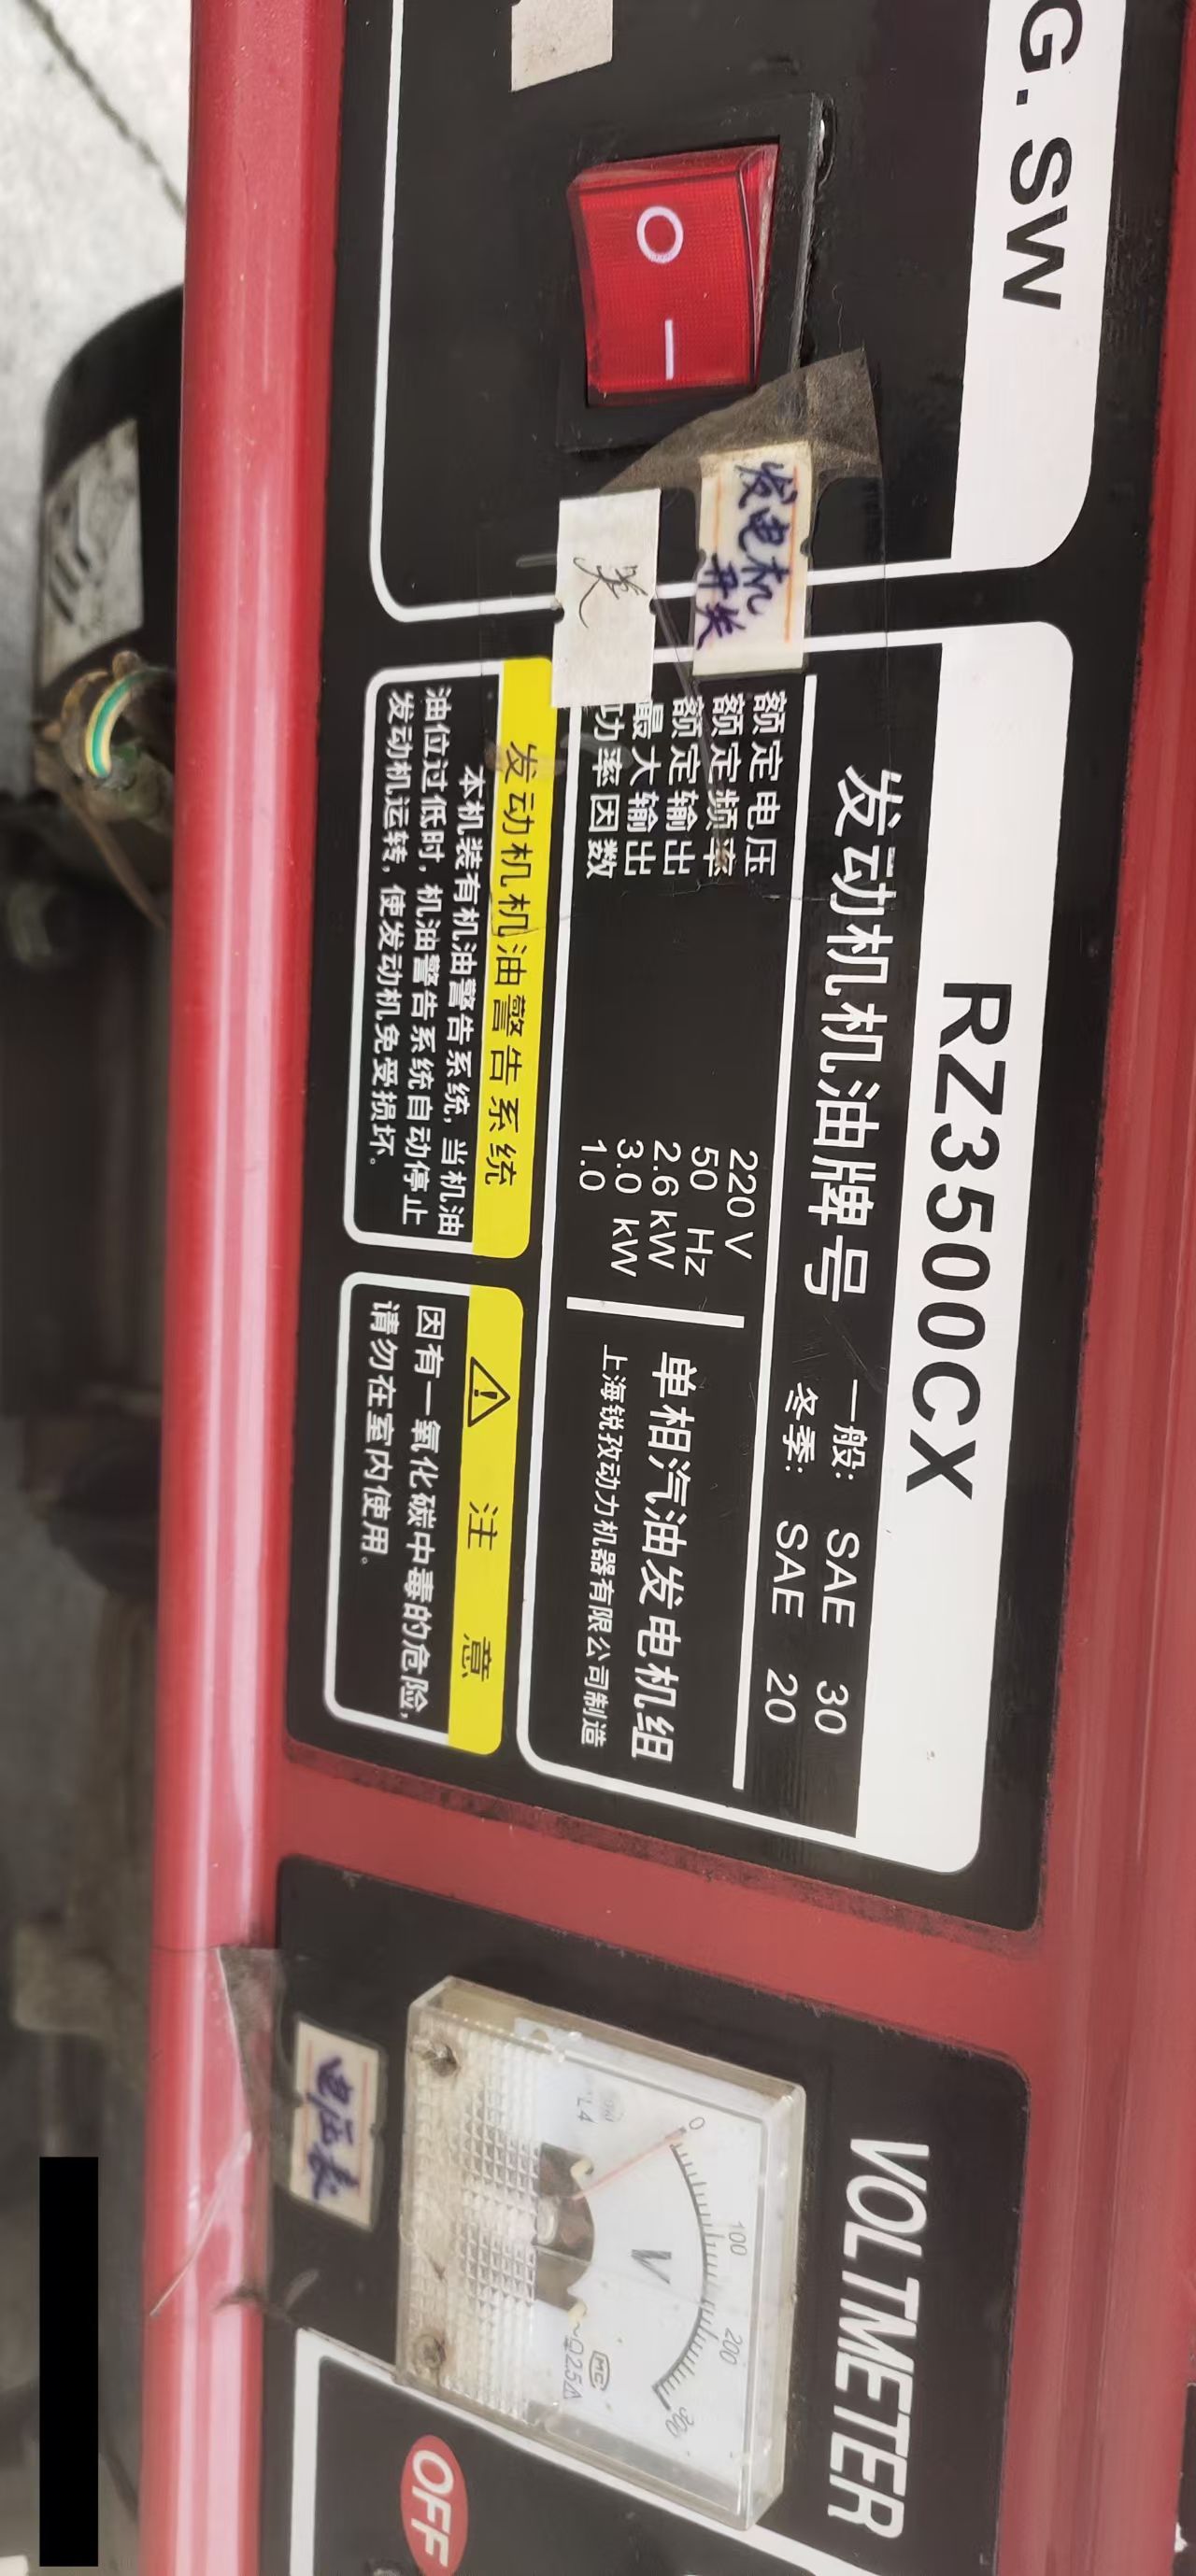 G. SW
O
I
发电机
开关
关
RZ3500CX
发动机机油牌号
一般: SAE 30
冬季: SAE 20
额定电压 220 V
额定频率 50 Hz
额定输出 2.6 kW
最大输出 3.0 kW
功率因数 1.0
单相汽油发电机组
上海锐孜动力机器有限公司制造
发动机机油警告系统
本机装有机油警告系统, 当机油
油位过低时, 机油警告系统自动停止
发动机运转, 使发动机免受损坏。
注 意
因有一氧化碳中毒的危险,
请勿在室内使用。
VOLTMETER
0 100 200 300
V
MC
2.5
电压表
OFF